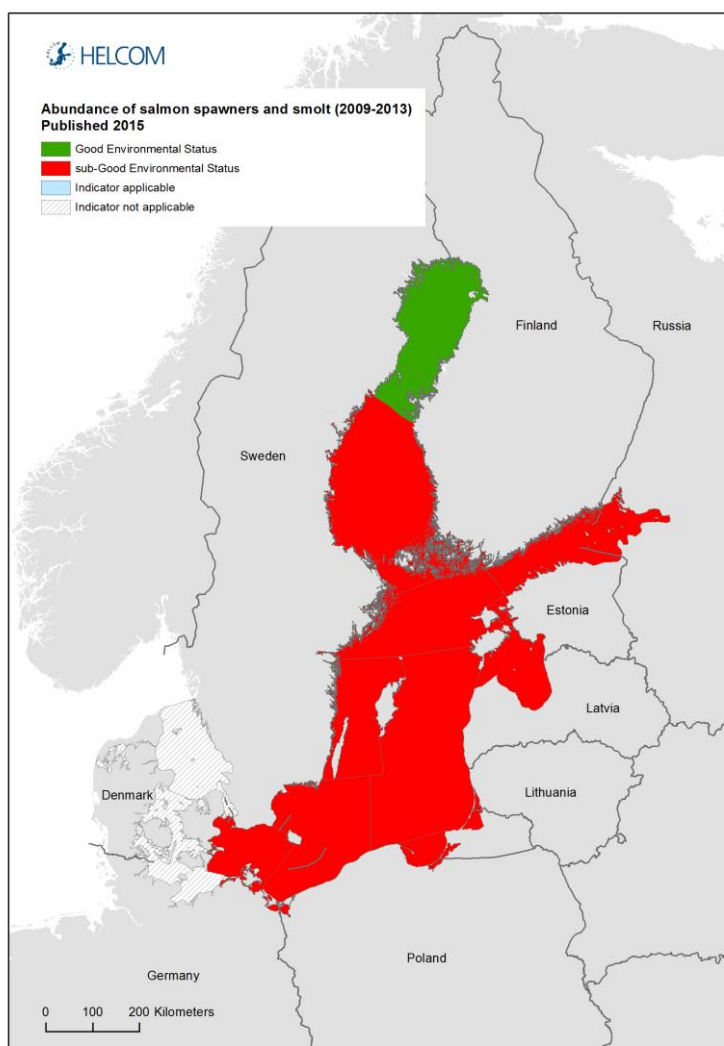 HELCOM
Abundance of salmon spawners and smolt (2009-2013)
Published 2015
Good Environmental Status
sub-Good Environmental Status
Indicator applicable
Indicator not applicable
Finland
Russia
Sweden
Estonia
Latvia
Denmark
Lithuania
Poland
Germany
0 100 200 Kilometers